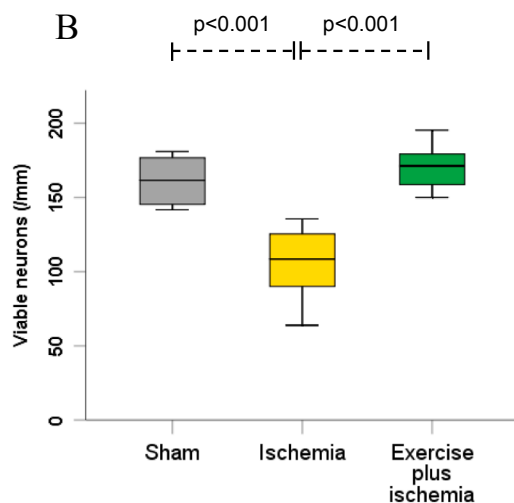 B
p<0.001 p<0.001
Viable neurons (/mm)
200
150
100
50
0
Sham Ischemia Exercise
plus
ischemia